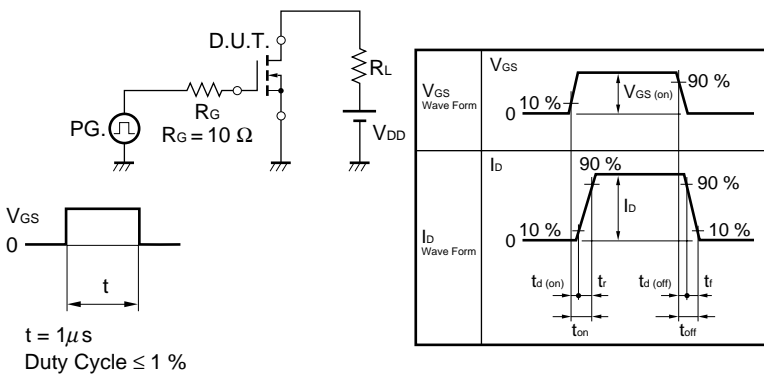 D.U.T.
RL
RG
PG.
RG = 10 Ω
VDD
VGS
0
t
t = 1μ s
Duty Cycle ≤ 1 %
VGS
Wave Form
VGS
10 %
0
VGS (on)
90 %
ID
Wave Form
ID
90 %
90 %
10 %
0
ID
10 %
td (on)
tr
td (off)
tf
ton
toff